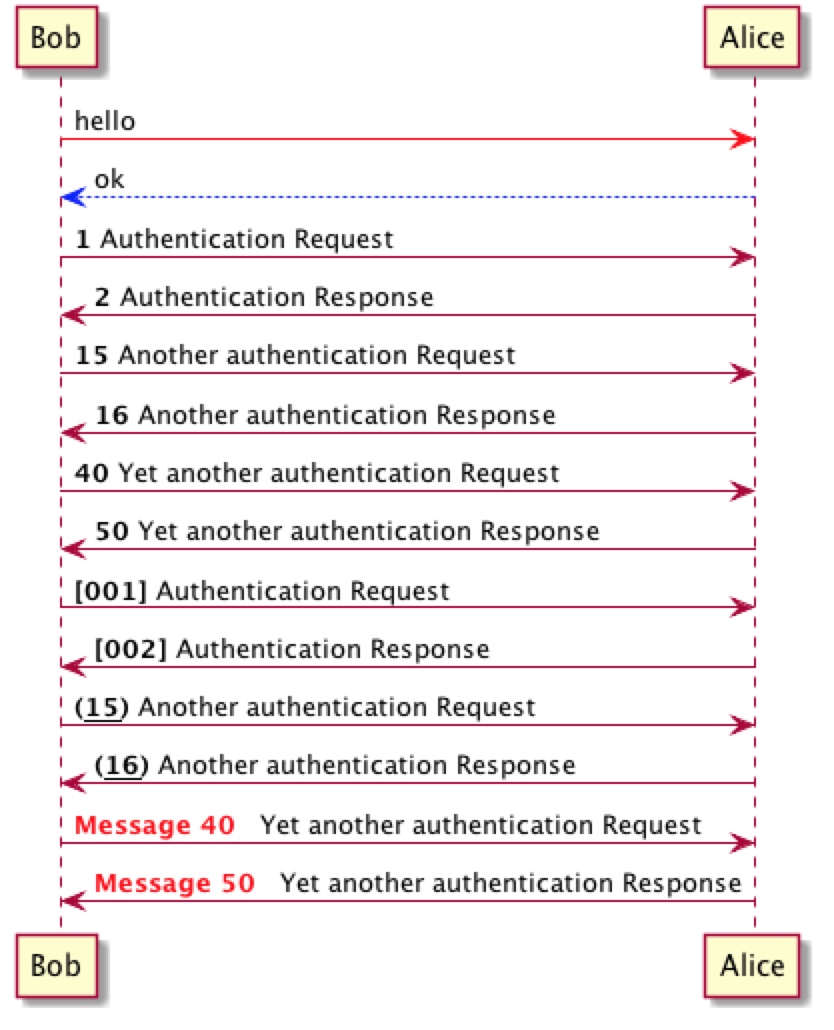 Bob Alice
hello
ok
1 Authentication Request
2 Authentication Response
15 Another authentication Request
16 Another authentication Response
40 Yet another authentication Request
50 Yet another authentication Response
[001] Authentication Request
[002] Authentication Response
(15) Another authentication Request
(16) Another authentication Response
Message 40 Yet another authentication Request
Message 50 Yet another authentication Response
Bob Alice